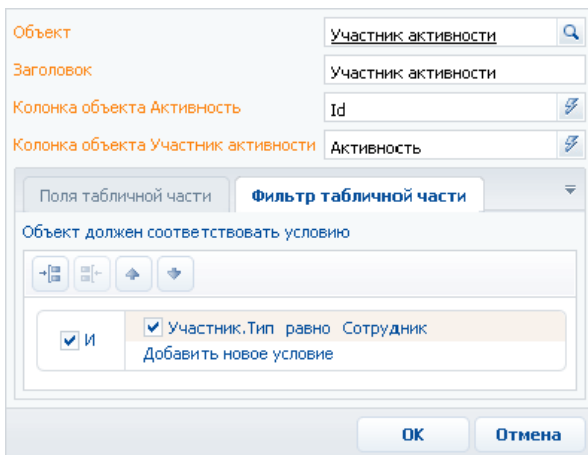 Объект Участник активности
Заголовок Участник активности
Колонка объекта Активность Id
Колонка объекта Участник активности Активность
Поля табличной части Фильтр табличной части
Объект должен соответствовать условию
И Участник.Тип равно Сотрудник
Добавить новое условие
ОК Отмена